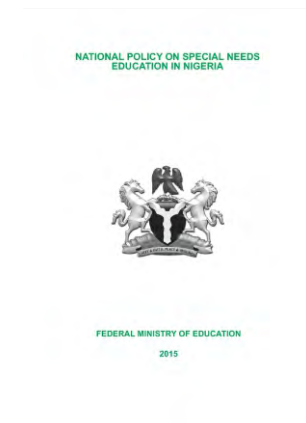 NATIONAL POLICY ON SPECIAL NEEDS
EDUCATION IN NIGERIA
FEDERAL MINISTRY OF EDUCATION
2015